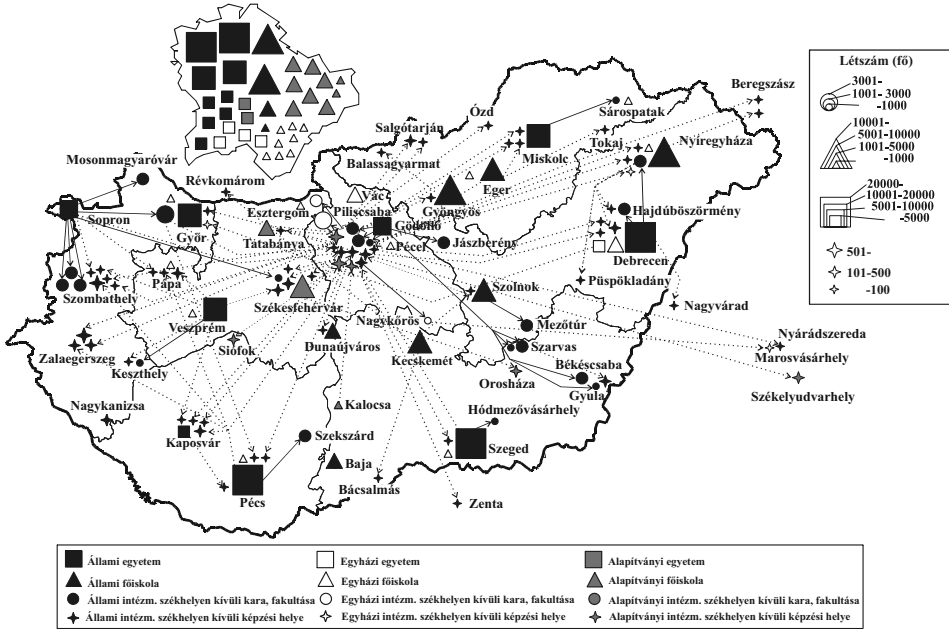 Létszám (fő)
3001-
1001- 3000
-1000
10001-
5001-10000
1001-5000
-1000
20000-
10001-20000
5001-10000
-5000
501-
101-500
-100
Beregszász
Ózd
Sárospatak
Salgótarján
Tokaj
Nyíregyháza
Balassagyarmat
Miskolc
Mosonmagyaróvár
Révkomárom
Eger
Vác
Gyöngyös
Esztergom
Piliscsaba
Gödöllő
Hajdúböszörmény
Sopron
Győr
Tatabánya
Pécel
Jászberény
Debrecen
Püspökladány
Szombathely
Pápa
Székesfehérvár
Szolnok
Nagyvárad
Veszprém
Nagykőrös
Mezőtúr
Nyárádszereda
Zalaegerszeg
Siófok
Dunaújváros
Kecskemét
Szarvas
Marosvásárhely
Keszthely
Békéscsaba
Orosháza
Gyula
Székelyudvarhely
Nagykanizsa
Kalocsa
Hódmezővásárhely
Kaposvár
Szekszárd
Szeged
Baja
Bácsalmás
Pécs
Zenta
Állami egyetem
Egyházi egyetem
Alapítványi egyetem
Állami főiskola
Egyházi főiskola
Alapítványi főiskola
Állami intézm. székhelyen kívüli kara, fakultása
Egyházi intézm. székhelyen kívüli kara, fakultása
Alapítványi intézm. székhelyen kívüli kara, fakultása
Állami intézm. székhelyen kívüli képzési helye
Egyházi intézm. székhelyen kívüli képzési helye
Alapítványi intézm. székhelyen kívüli képzési helye